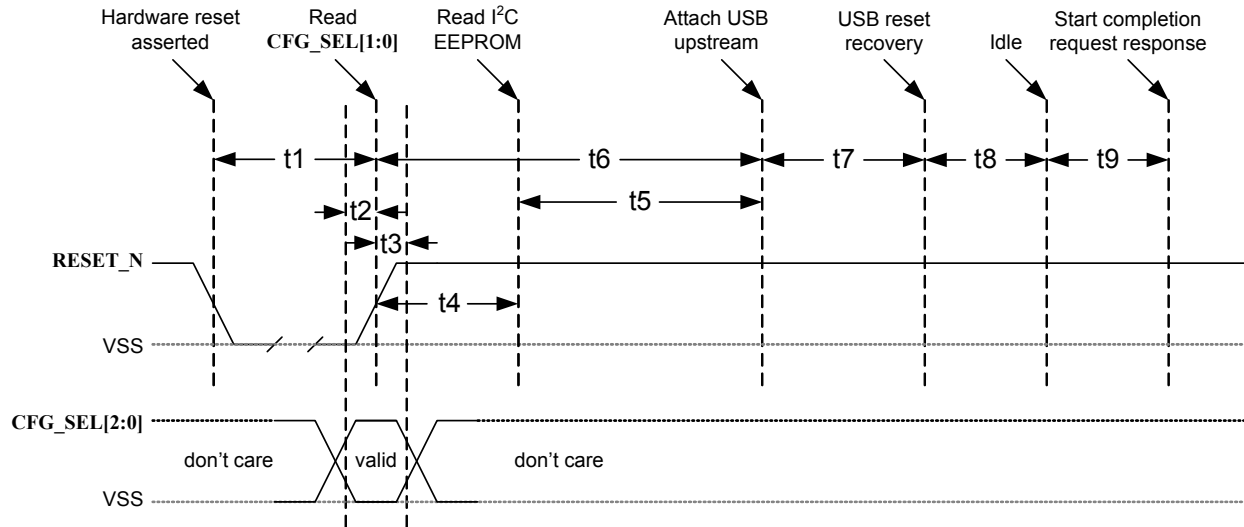 Hardware reset
asserted
Read
CFG_SEL[1:0]
Read I²C
EEPROM
Attach USB
upstream
USB reset
recovery
Idle
Start completion
request response
t1
t6
t7
t8
t9
t5
t2
t3
RESET_N
t4
VSS
CFG_SEL[2:0]
don't care
valid
don't care
VSS